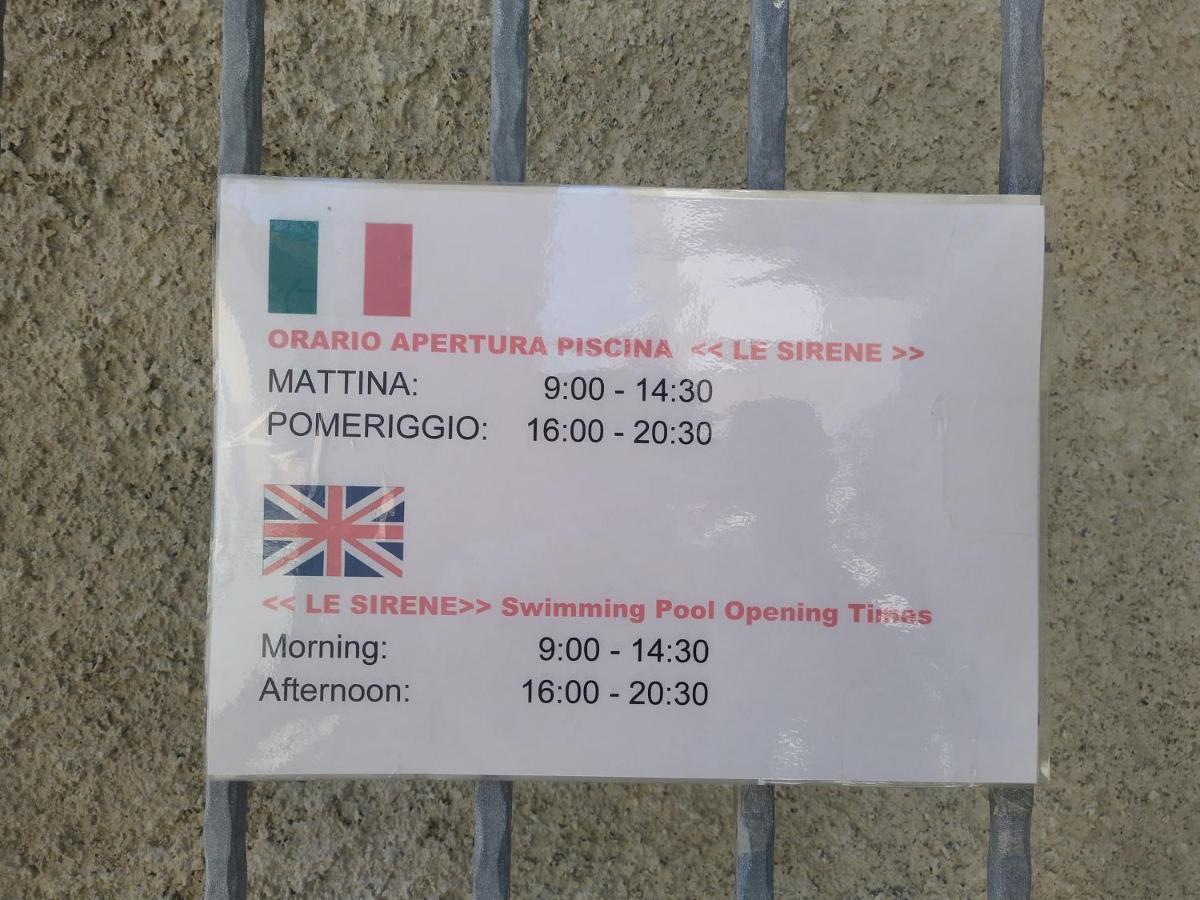 ORARIO APERTURA PISCINA << LE SIRENE >>
MATTINA: 9:00 - 14:30
POMERIGGIO: 16:00 - 20:30
<< LE SIRENE>> Swimming Pool Opening Times
Morning: 9:00 - 14:30
Afternoon: 16:00 - 20:30